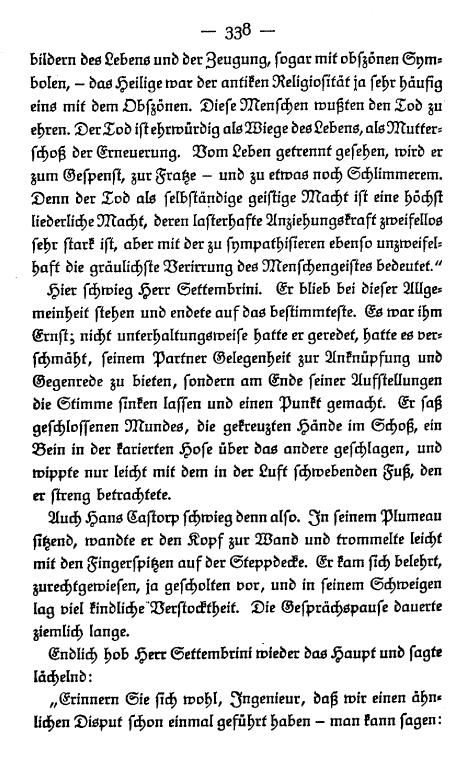 — 338 —
bildern des Lebens und der Zeugung, sogar mit obszönen Sym-
bolen, – das Heilige war der antiken Religiosität ja sehr häufig
eins mit dem Obszönen. Diese Menschen wußten den Tod zu
ehren. Der Tod ist ehrwürdig als Wiege des Lebens, als Mutter-
schoß der Erneuerung. Vom Leben getrennt gesehen, wird er
zum Gespenst, zur Fratze – und zu etwas noch Schlimmerem.
Denn der Tod als selbständige geistige Macht ist eine höchst
liederliche Macht, deren lasterhafte Anziehungskraft zweifellos
sehr stark ist, aber mit der zu sympathisieren ebenso unzweifel-
haft die gräulichste Verirrung des Menschengeistes bedeutet.“
Hier schwieg Herr Settembrini. Er blieb bei dieser Allge-
meinheit stehen und endete auf das bestimmteste. Es war ihm
Ernst; nicht unterhaltungsweise hatte er geredet, hatte es ver-
schmäht, seinem Partner Gelegenheit zur Anknüpfung und
Gegenrede zu bieten, sondern am Ende seiner Aufstellungen
die Stimme sinken lassen und einen Punkt gemacht. Er saß
geschlossenen Mundes, die gekreuzten Hände im Schoß, ein
Bein in der karierten Hose über das andere geschlagen, und
wippte nur leicht mit dem in der Luft schwebenden Fuß, den
er streng betrachtete.
Auch Hans Castorp schwieg denn also. In seinem Plumeau
sitzend, wandte er den Kopf zur Wand und trommelte leicht
mit den Fingerspitzen auf der Steppdecke. Er kam sich belehrt,
zurechtgewiesen, ja gescholten vor, und in seinem Schweigen
lag viel kindliche Verstocktheit. Die Gesprächspause dauerte
ziemlich lange.
Endlich hob Herr Settembrini wieder das Haupt und sagte
lächelnd:
„Erinnern Sie sich wohl, Ingenieur, daß wir einen ähn-
lichen Disput schon einmal geführt haben – man kann sagen: